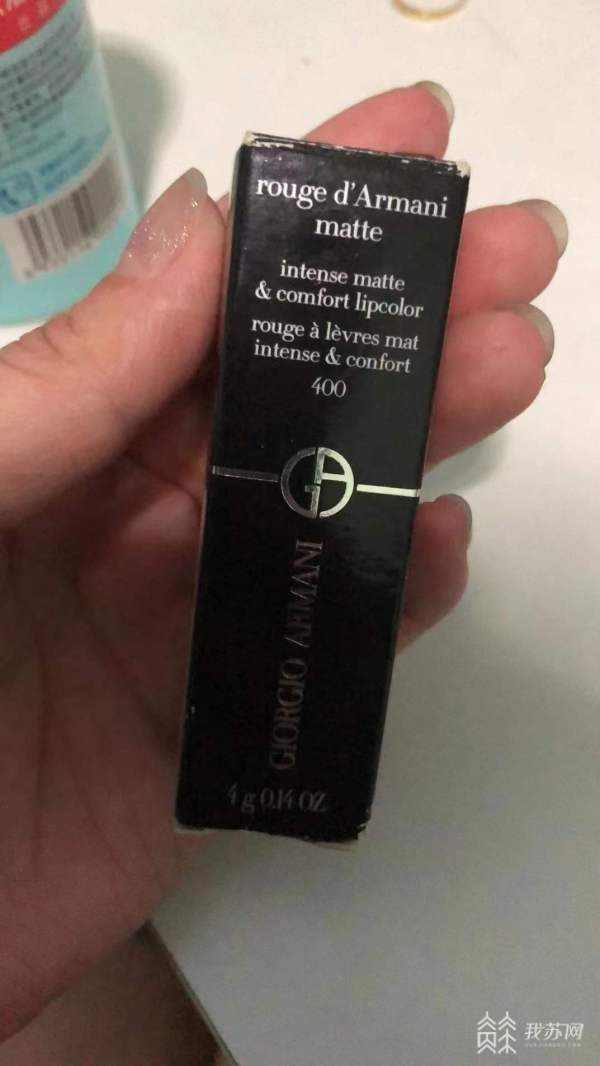 rouge d'Armani
matte
intense matte
& comfort lipcolor
rouge à lèvres mat
intense & confort
400
GA
GIORGIO ARMANI
4 g 0.14 OZ.
我苏网